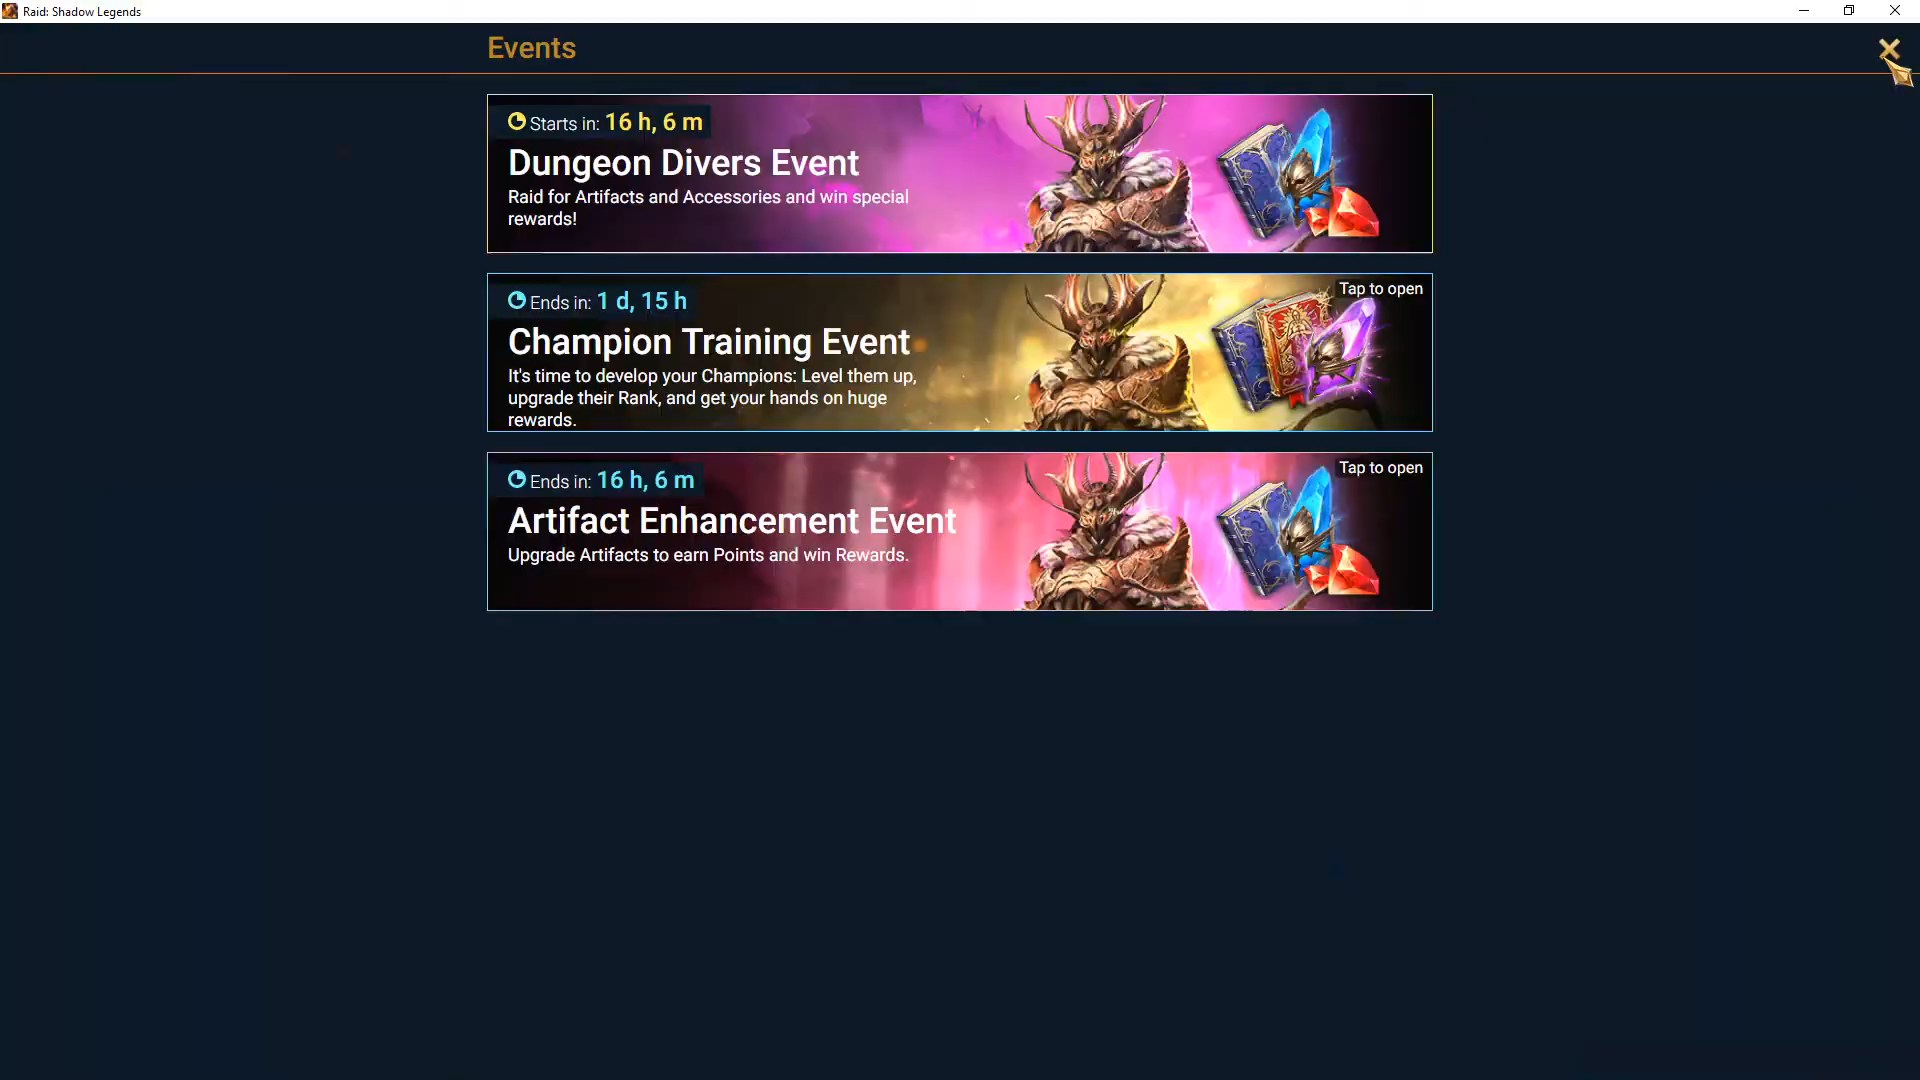 Raid: Shadow Legends
Events
Starts in: 16 h, 6 m
Dungeon Divers Event
Raid for Artifacts and Accessories and win special
rewards!
Ends in: 1 d, 15 h
Tap to open
Champion Training Event
It's time to develop your Champions: Level them up,
upgrade their Rank, and get your hands on huge
rewards.
Ends in: 16 h, 6 m
Tap to open
Artifact Enhancement Event
Upgrade Artifacts to earn Points and win Rewards.